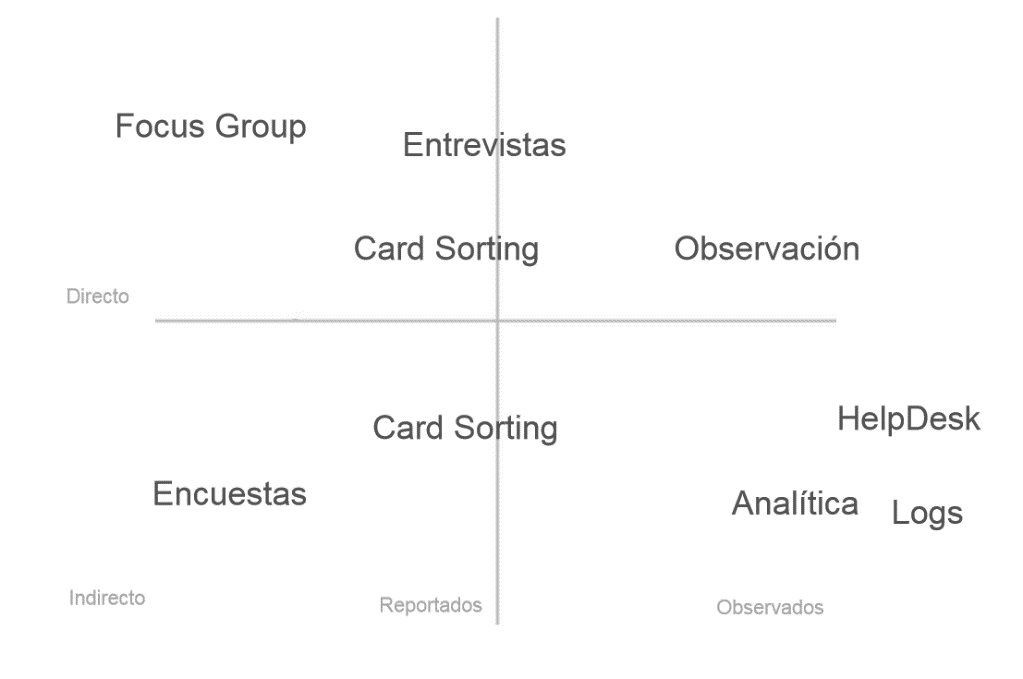 Focus Group
Entrevistas
Card Sorting
Observación
Directo
Card Sorting
HelpDesk
Encuestas
Analítica
Logs
Indirecto
Reportados
Observados